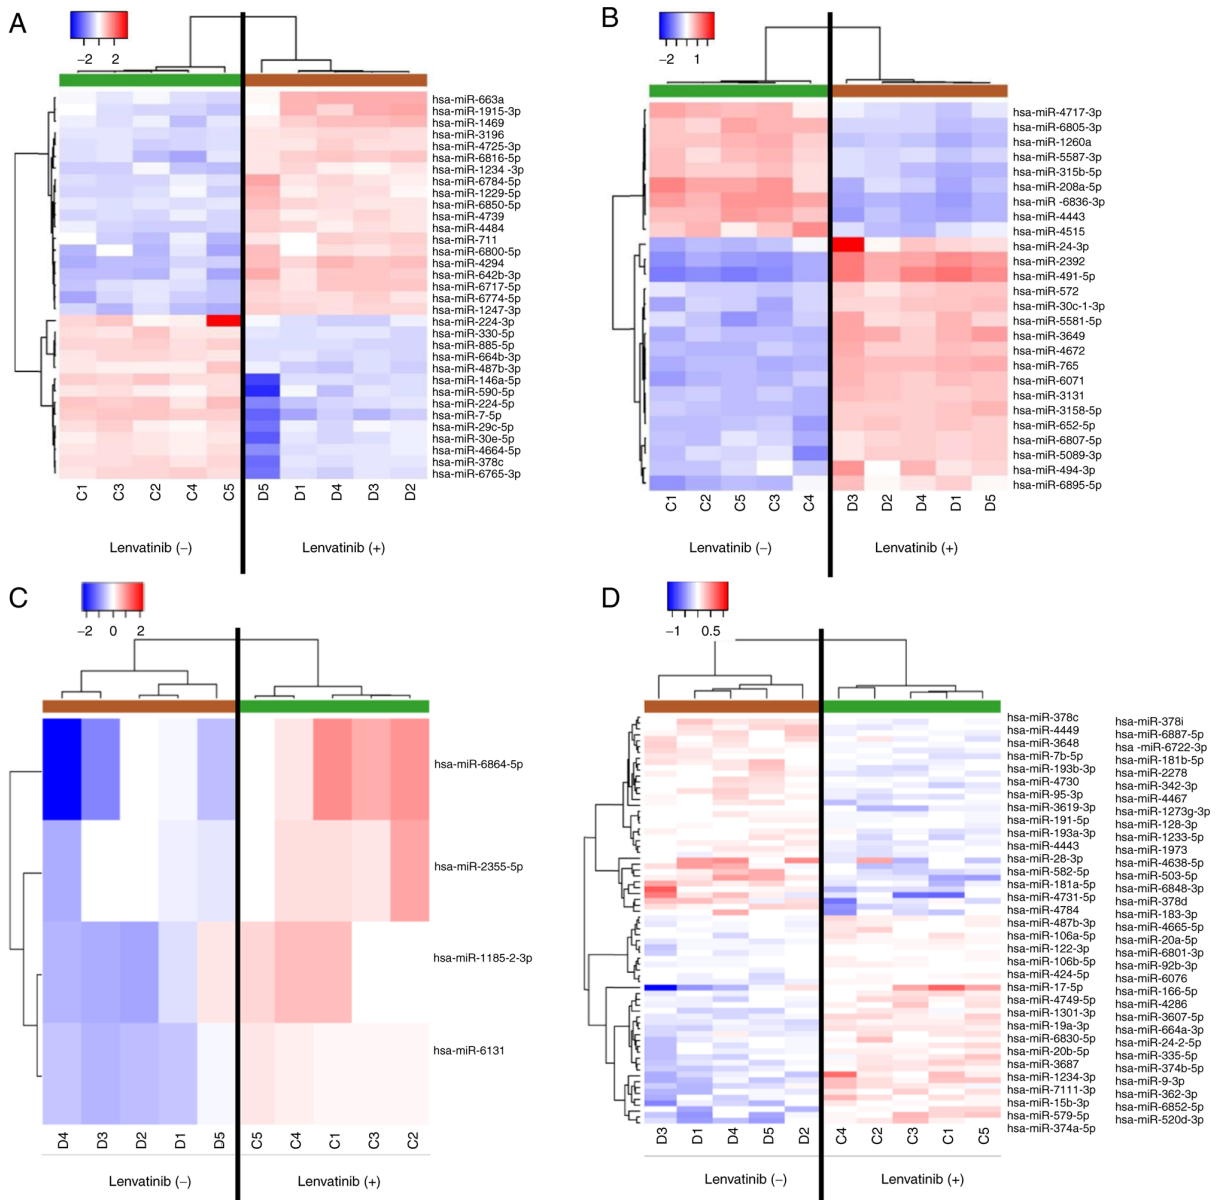 A
−2 2
hsa-miR-663a
hsa-miR-1915-3p
hsa-miR-1469
hsa-miR-3196
hsa-miR-4725-3p
hsa-miR-6816-5p
hsa-miR-1234 -3p
hsa-miR-6784-5p
hsa-miR-1229-5p
hsa-miR-6850-5p
hsa-miR-4739
hsa-miR-4484
hsa-miR-711
hsa-miR-6800-5p
hsa-miR-4294
hsa-miR-642b-3p
hsa-miR-6717-5p
hsa-miR-6774-5p
hsa-miR-1247-3p
hsa-miR-224-3p
hsa-miR-330-5p
hsa-miR-885-5p
hsa-miR-664b-3p
hsa-miR-487b-3p
hsa-miR-146a-5p
hsa-miR-590-5p
hsa-miR-224-5p
hsa-miR-7-5p
hsa-miR-29c-5p
hsa-miR-30e-5p
hsa-miR-4664-5p
hsa-miR-378c
hsa-miR-6765-3p
C1 C3 C2 C4 C5 D5 D1 D4 D3 D2
Lenvatinib (−) Lenvatinib (+)
B
−2 1
hsa-miR-4717-3p
hsa-miR-6805-3p
hsa-miR-1260a
hsa-miR-5587-3p
hsa-miR-315b-5p
hsa-miR-208a-5p
hsa-miR -6836-3p
hsa-miR-4443
hsa-miR-4515
hsa-miR-24-3p
hsa-miR-2392
hsa-miR-491-5p
hsa-miR-572
hsa-miR-30c-1-3p
hsa-miR-5581-5p
hsa-miR-3649
hsa-miR-4672
hsa-miR-765
hsa-miR-6071
hsa-miR-3131
hsa-miR-3158-5p
hsa-miR-652-5p
hsa-miR-6807-5p
hsa-miR-5089-3p
hsa-miR-494-3p
hsa-miR-6895-5p
C1 C2 C5 C3 C4 D3 D2 D4 D1 D5
Lenvatinib (−) Lenvatinib (+)
C
−2 0 2
hsa-miR-6864-5p
hsa-miR-2355-5p
hsa-miR-1185-2-3p
hsa-miR-6131
D4 D3 D2 D1 D5 C5 C4 C1 C3 C2
Lenvatinib (−) Lenvatinib (+)
D
−1 0.5
hsa-miR-378c
hsa-miR-4449
hsa-miR-3648
hsa-miR-7b-5p
hsa-miR-193b-3p
hsa-miR-4730
hsa-miR-95-3p
hsa-miR-3619-3p
hsa-miR-191-5p
hsa-miR-193a-3p
hsa-miR-4443
hsa-miR-28-3p
hsa-miR-582-5p
hsa-miR-181a-5p
hsa-miR-4731-5p
hsa-miR-4784
hsa-miR-487b-3p
hsa-miR-106a-5p
hsa-miR-122-3p
hsa-miR-106b-5p
hsa-miR-424-5p
hsa-miR-17-5p
hsa-miR-4749-5p
hsa-miR-1301-3p
hsa-miR-19a-3p
hsa-miR-6830-5p
hsa-miR-20b-5p
hsa-miR-3687
hsa-miR-1234-3p
hsa-miR-7111-3p
hsa-miR-15b-3p
hsa-miR-579-5p
hsa-miR-374a-5p
hsa-miR-378i
hsa-miR-6887-5p
hsa -miR-6722-3p
hsa-miR-181b-5p
hsa-miR-2278
hsa-miR-342-3p
hsa-miR-4467
hsa-miR-1273g-3p
hsa-miR-128-3p
hsa-miR-1233-5p
hsa-miR-1973
hsa-miR-4638-5p
hsa-miR-503-5p
hsa-miR-6848-3p
hsa-miR-378d
hsa-miR-183-3p
hsa-miR-4665-5p
hsa-miR-20a-5p
hsa-miR-6801-3p
hsa-miR-92b-3p
hsa-miR-6076
hsa-miR-166-5p
hsa-miR-4286
hsa-miR-3607-5p
hsa-miR-664a-3p
hsa-miR-24-2-5p
hsa-miR-335-5p
hsa-miR-374b-5p
hsa-miR-9-3p
hsa-miR-362-3p
hsa-miR-6852-5p
hsa-miR-520d-3p
D3 D1 D4 D5 D2 C4 C2 C3 C1 C5
Lenvatinib (−) Lenvatinib (+)